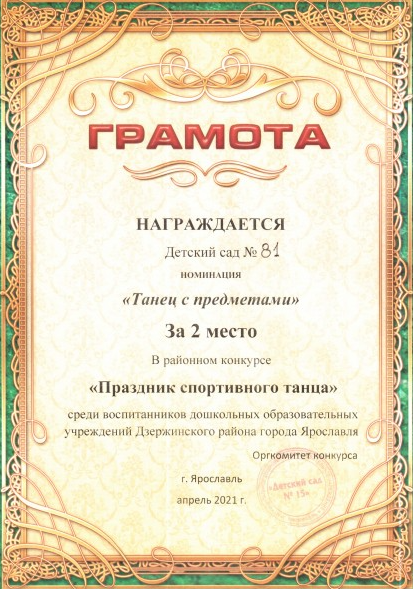 ГРАМОТА
НАГРАЖДАЕТСЯ
Детский сад № 81
НОМИНАЦИЯ
«Танец с предметами»
За 2 место
В районном конкурсе
«Праздник спортивного танца»
среди воспитанников дошкольных образовательных
учреждений Дзержинского района города Ярославля
Оргкомитет конкурса
«Детский сад
№ 15»
г. Ярославль
апрель 2021 г.